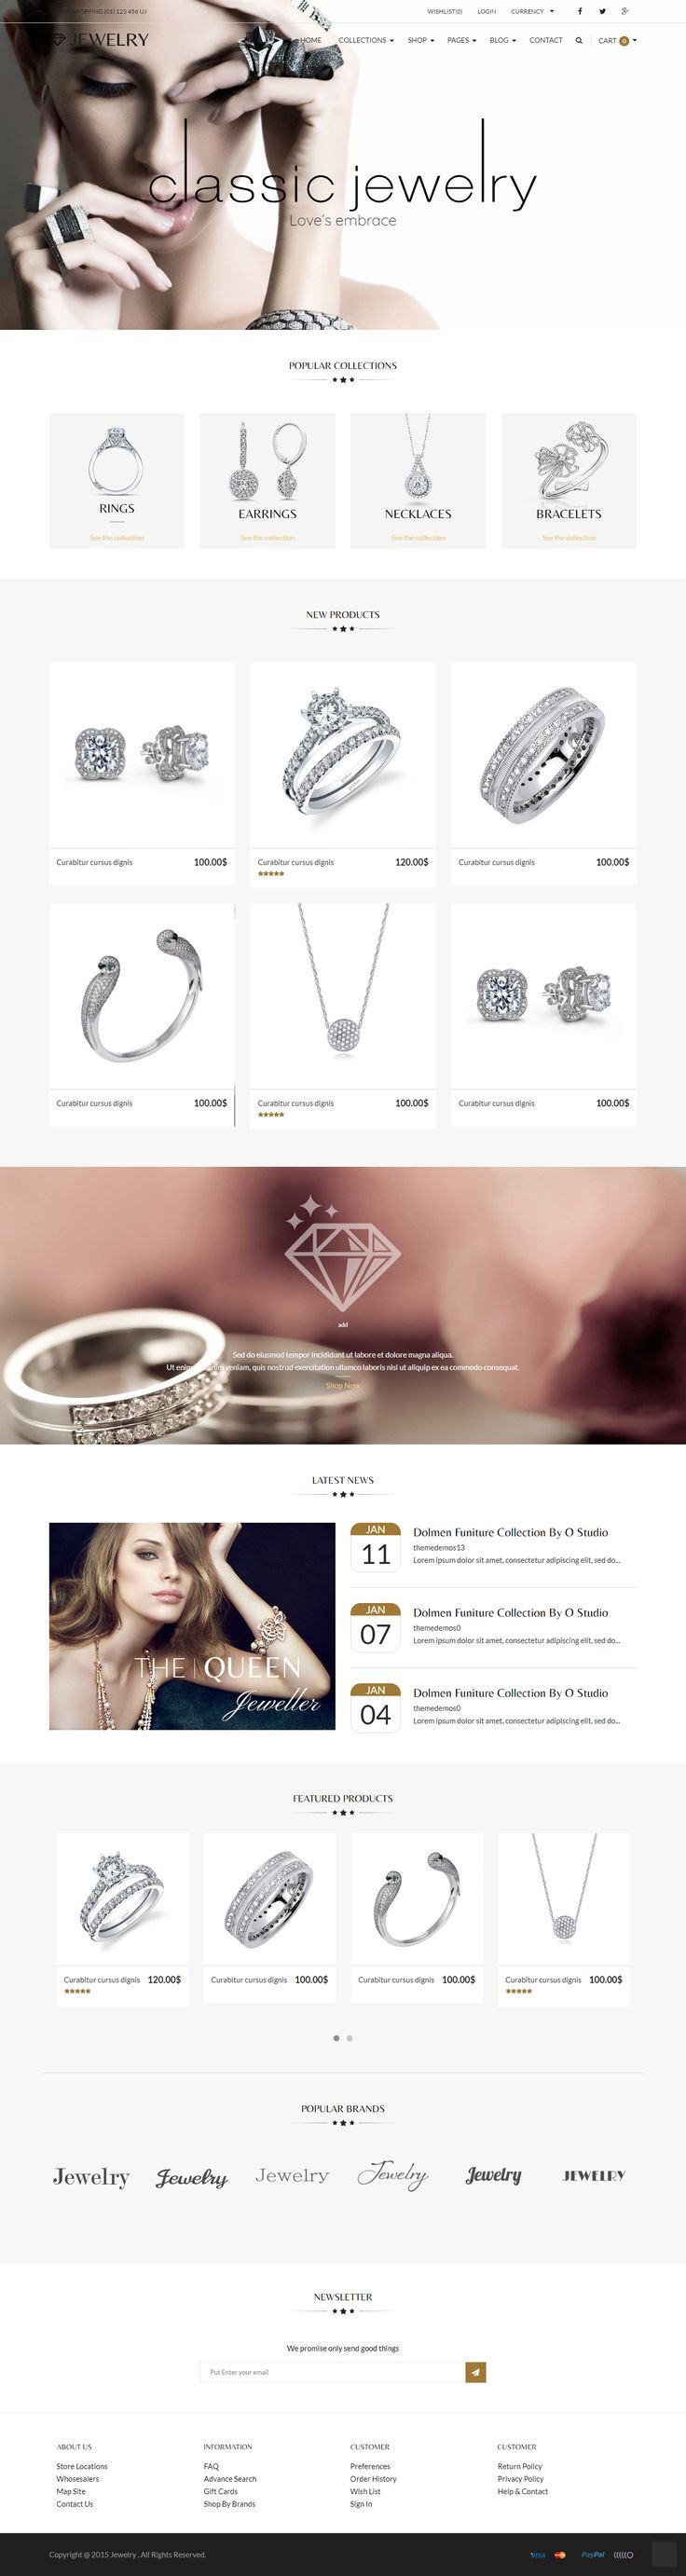 SHOPPING (01) 123 456 UJ
WISHLIST(0) LOGIN CURRENCY
JEWELRY
HOME COLLECTIONS SHOP PAGES BLOG CONTACT CART 0
classic jewelry
Love's embrace
POPULAR COLLECTIONS
RINGS
See the collection
EARRINGS
See the collection
NECKLACES
See the collection
BRACELETS
See the collection
NEW PRODUCTS
Curabitur cursus dignis 100.00$
Curabitur cursus dignis 120.00$
Curabitur cursus dignis 100.00$
Curabitur cursus dignis 100.00$
Curabitur cursus dignis 100.00$
Curabitur cursus dignis 100.00$
add
Sed do eiusmod tempor incididunt ut labore et dolore magna aliqua.
Ut enim minim veniam, quis nostrud exercitation ullamco laboris nisi ut aliquip ex ea commodo consequat.
Shop Now
LATEST NEWS
THE QUEEN
Jeweller
JAN
11
Dolmen Funiture Collection By O Studio
themedemos13
Lorem ipsum dolor sit amet, consectetur adipiscing elit, sed do...
JAN
07
Dolmen Funiture Collection By O Studio
themedemos0
Lorem ipsum dolor sit amet, consectetur adipiscing elit, sed do...
JAN
04
Dolmen Funiture Collection By O Studio
themedemos0
Lorem ipsum dolor sit amet, consectetur adipiscing elit, sed do...
FEATURED PRODUCTS
Curabitur cursus dignis 120.00$
Curabitur cursus dignis 100.00$
Curabitur cursus dignis 100.00$
Curabitur cursus dignis 100.00$
POPULAR BRANDS
Jewelry Jewelry Jewelry Jewelry Jewelry JEWELRY
NEWSLETTER
We promise only send good things
Put Enter your email
ABOUT US
Store Locations
Whosesalers
Map Site
Contact Us
INFORMATION
FAQ
Advance Search
Gift Cards
Shop By Brands
CUSTOMER
Preferences
Order History
Wish List
Sign In
CUSTOMER
Return Policy
Privacy Policy
Help & Contact
Copyright @ 2015 Jewelry . All Rights Reserved.
VISA PayPal